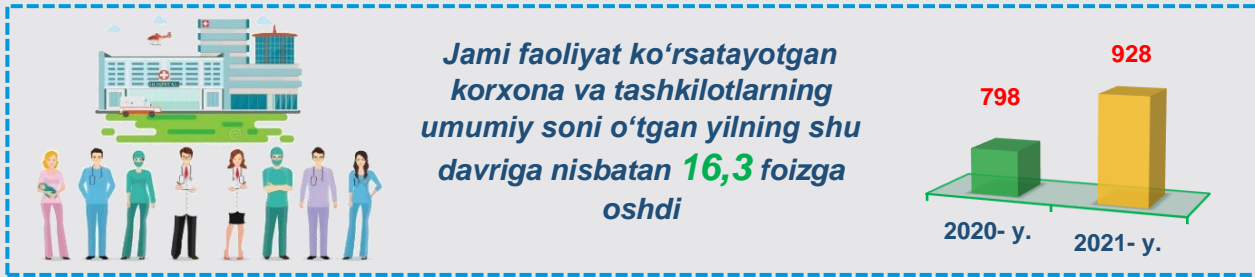 HOSPITAL
Jami faoliyat ko‘rsatayotgan
korxona va tashkilotlarning
umumiy soni o‘tgan yilning shu
davriga nisbatan 16,3 foizga
oshdi
928
798
2020- y.
2021- y.